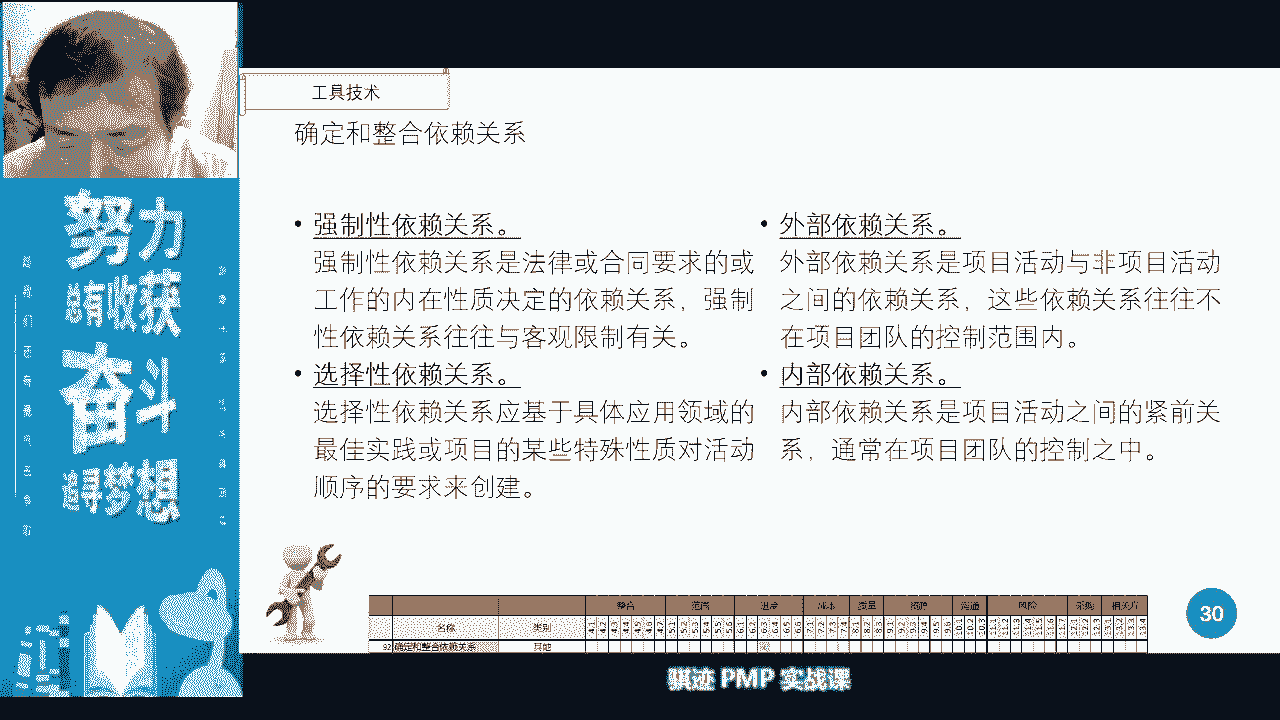 工具技术
确定和整合依赖关系
• 强制性依赖关系。
强制性依赖关系是法律或合同要求的或
工作的内在性质决定的依赖关系，强制
性依赖关系往往与客观限制有关。
• 选择性依赖关系。
选择性依赖关系应基于具体应用领域的
最佳实践或项目的某些特殊性质对活动
顺序的要求来创建。
• 外部依赖关系。
外部依赖关系是项目活动与非项目活动
之间的依赖关系，这些依赖关系往往不
在项目团队的控制范围内。
• 内部依赖关系。
内部依赖关系是项目活动之间的紧前关
系，通常在项目团队的控制之中。
努力
总有收获
奋斗
追寻梦想
整合 范围 进度 成本 质量 资源 沟通 风险 采购 相关方
名称 类别
92 确定和整合依赖关系 其他
30
骐迹 PMP 实战课